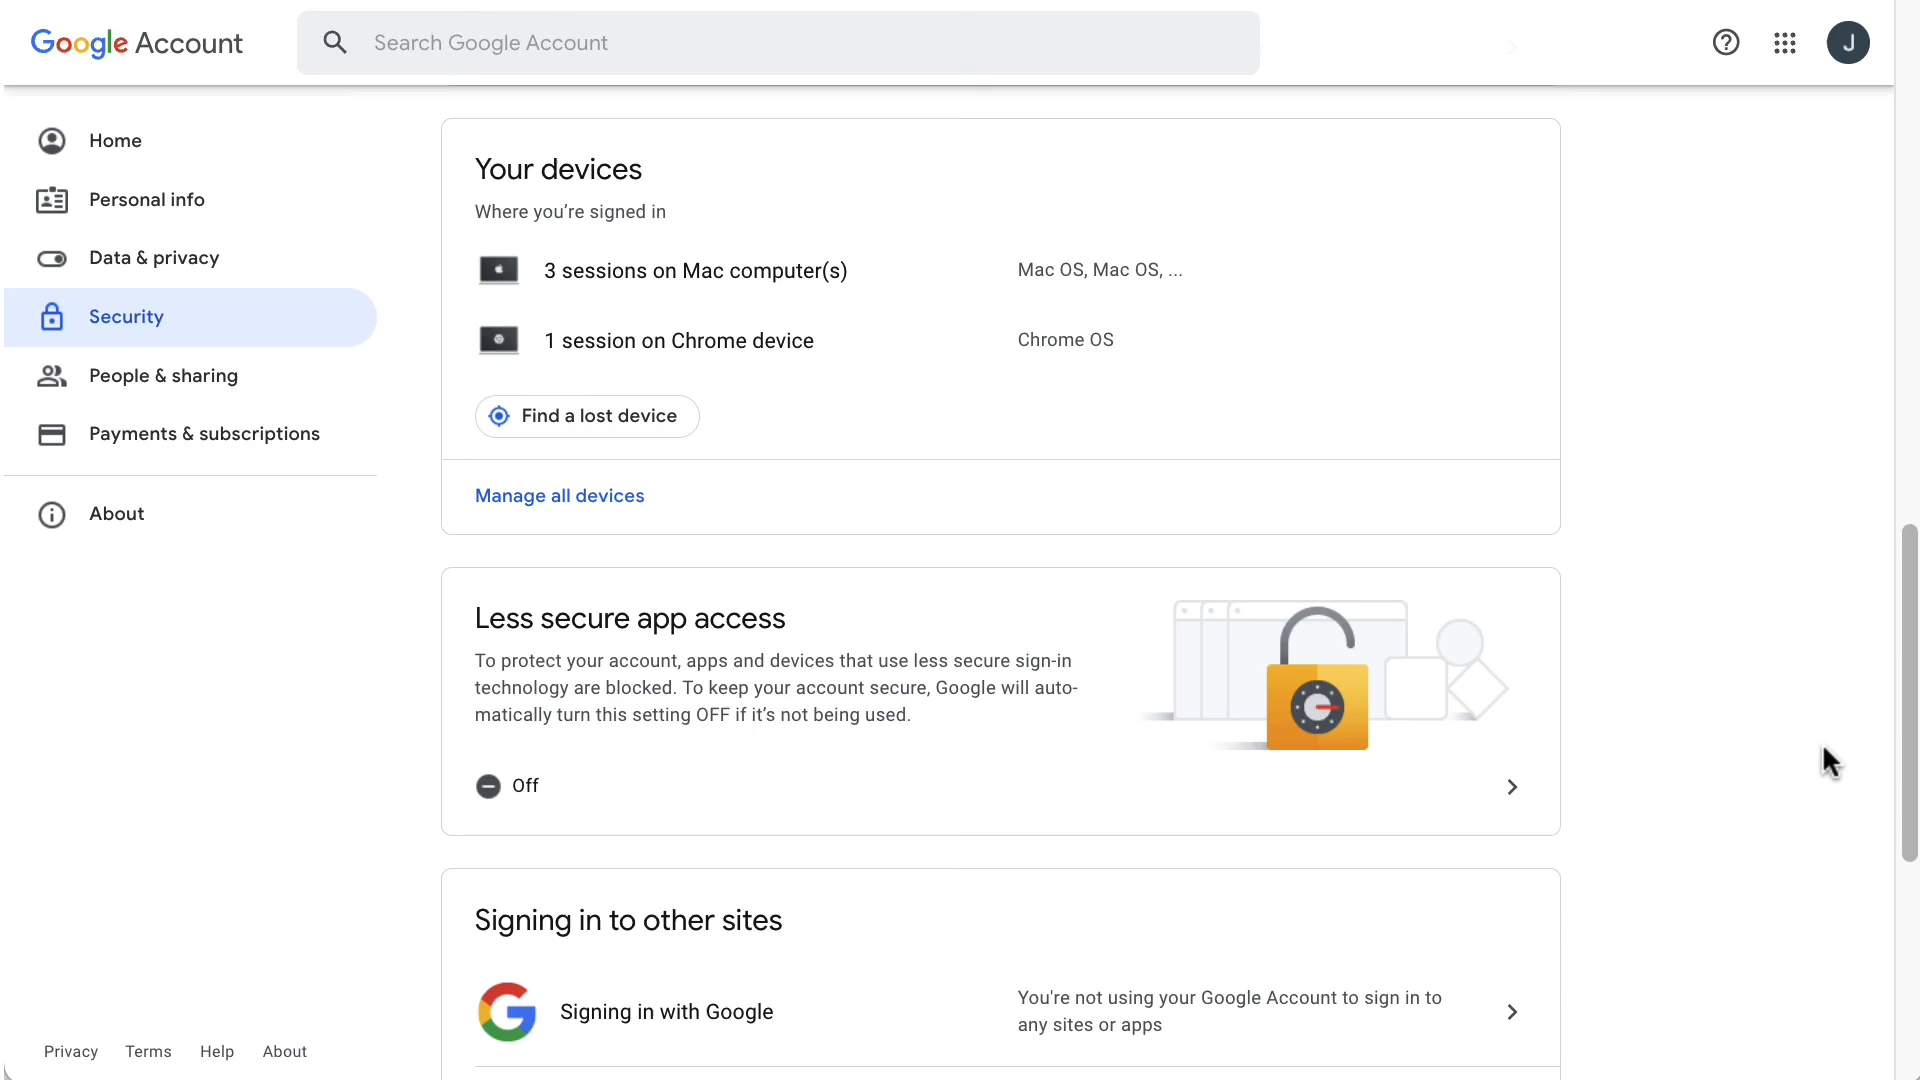 Google Account
Search Google Account
J
Home
Personal info
Data & privacy
Security
People & sharing
Payments & subscriptions
About
Your devices
Where you’re signed in
3 sessions on Mac computer(s)
Mac OS, Mac OS, ...
1 session on Chrome device
Chrome OS
Find a lost device
Manage all devices
Less secure app access
To protect your account, apps and devices that use less secure sign-in
technology are blocked. To keep your account secure, Google will auto-
matically turn this setting OFF if it’s not being used.
Off
Signing in to other sites
Signing in with Google
You're not using your Google Account to sign in to
any sites or apps
Privacy
Terms
Help
About